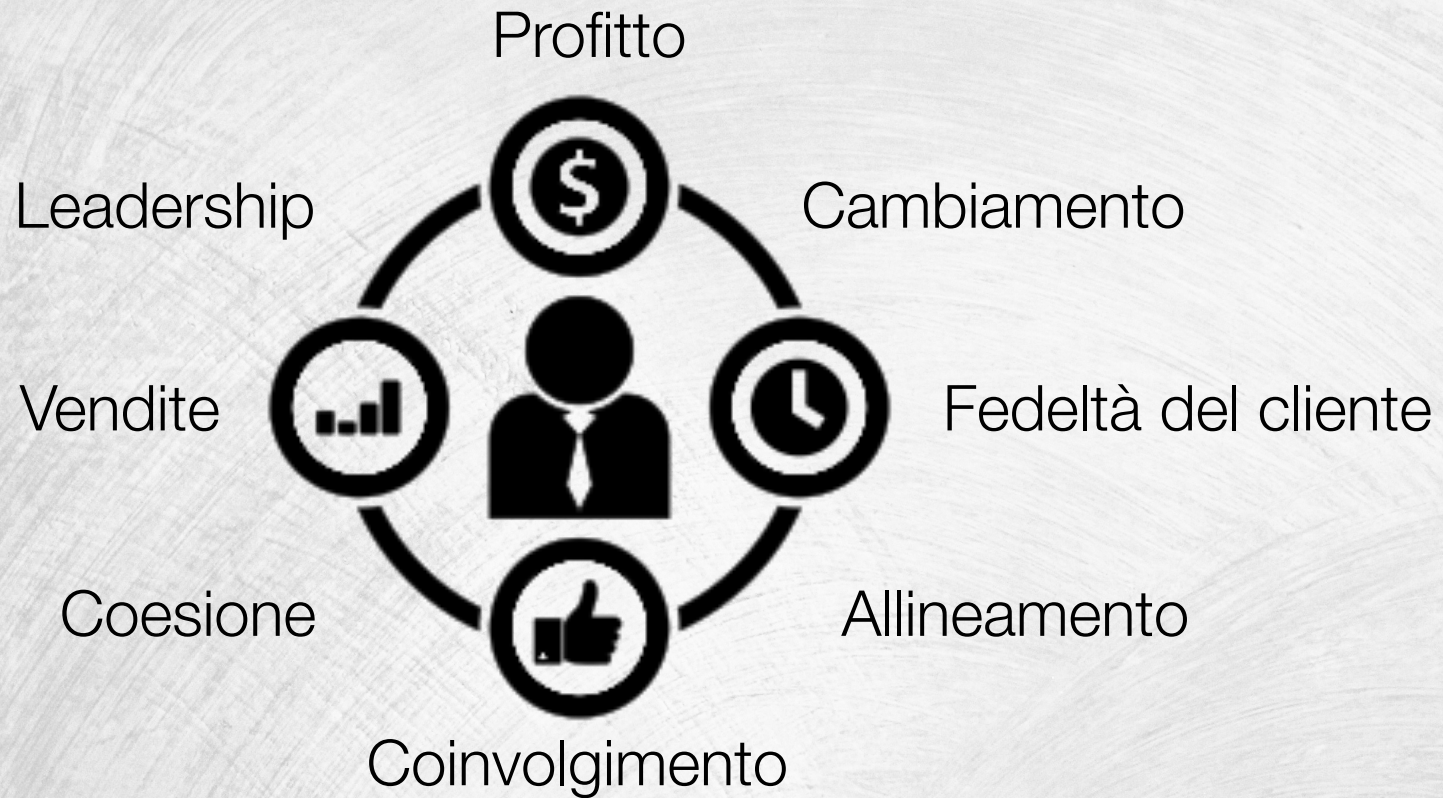 Profitto
Leadership
Cambiamento
$
Vendite
Fedeltà del cliente
Coesione
Allineamento
Coinvolgimento